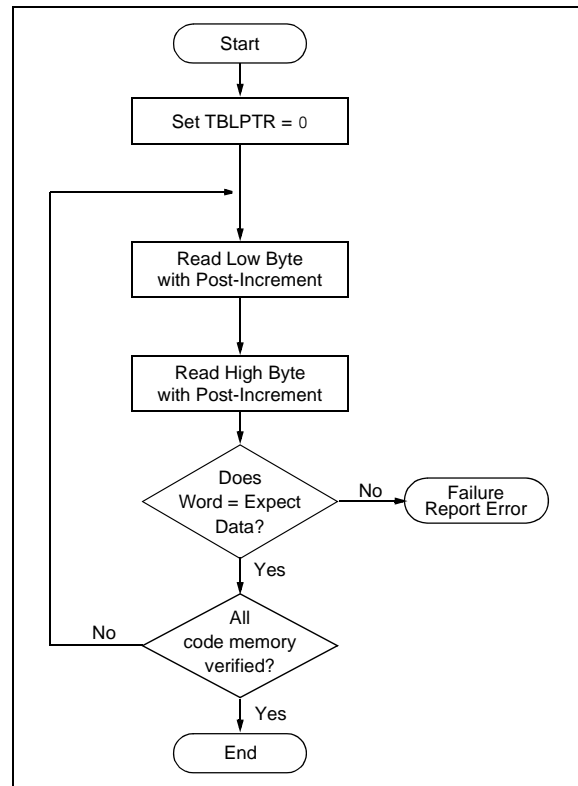 Start
Set TBLPTR = 0
Read Low Byte
with Post-Increment
Read High Byte
with Post-Increment
Does
Word = Expect
Data?
No
Failure
Report Error
Yes
All
code memory
verified?
No
Yes
End